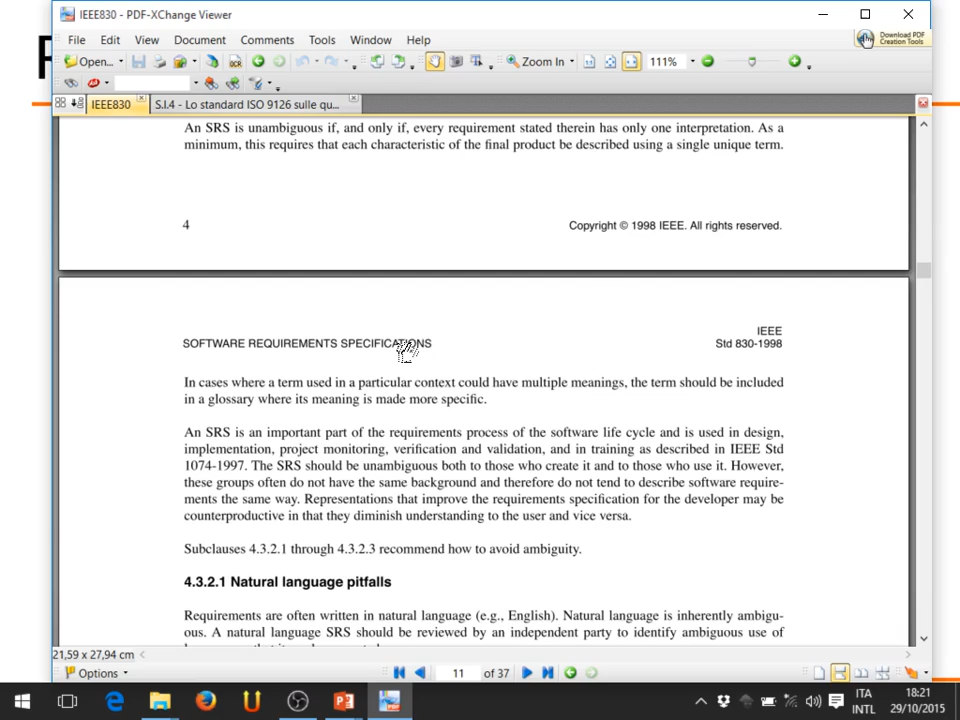 IEEE830 - PDF-XChange Viewer
File Edit View Document Comments Tools Window Help
Download PDF
Creation Tools
Open...
Zoom In
111%
IEEE830
S.I.4 - Lo standard ISO 9126 sulle qu...
An SRS is unambiguous if, and only if, every requirement stated therein has only one interpretation. As a
minimum, this requires that each characteristic of the final product be described using a single unique term.
4
Copyright © 1998 IEEE. All rights reserved.
IEEE
SOFTWARE REQUIREMENTS SPECIFICATIONS
Std 830-1998
In cases where a term used in a particular context could have multiple meanings, the term should be included
in a glossary where its meaning is made more specific.
An SRS is an important part of the requirements process of the software life cycle and is used in design,
implementation, project monitoring, verification and validation, and in training as described in IEEE Std
1074-1997. The SRS should be unambiguous both to those who create it and to those who use it. However,
these groups often do not have the same background and therefore do not tend to describe software require-
ments the same way. Representations that improve the requirements specification for the developer may be
counterproductive in that they diminish understanding to the user and vice versa.
Subclauses 4.3.2.1 through 4.3.2.3 recommend how to avoid ambiguity.
4.3.2.1 Natural language pitfalls
Requirements are often written in natural language (e.g., English). Natural language is inherently ambigu-
ous. A natural language SRS should be reviewed by an independent party to identify ambiguous use of
21,59 x 27,94 cm
Options
11 of 37
ITA
INTL
18:21
29/10/2015